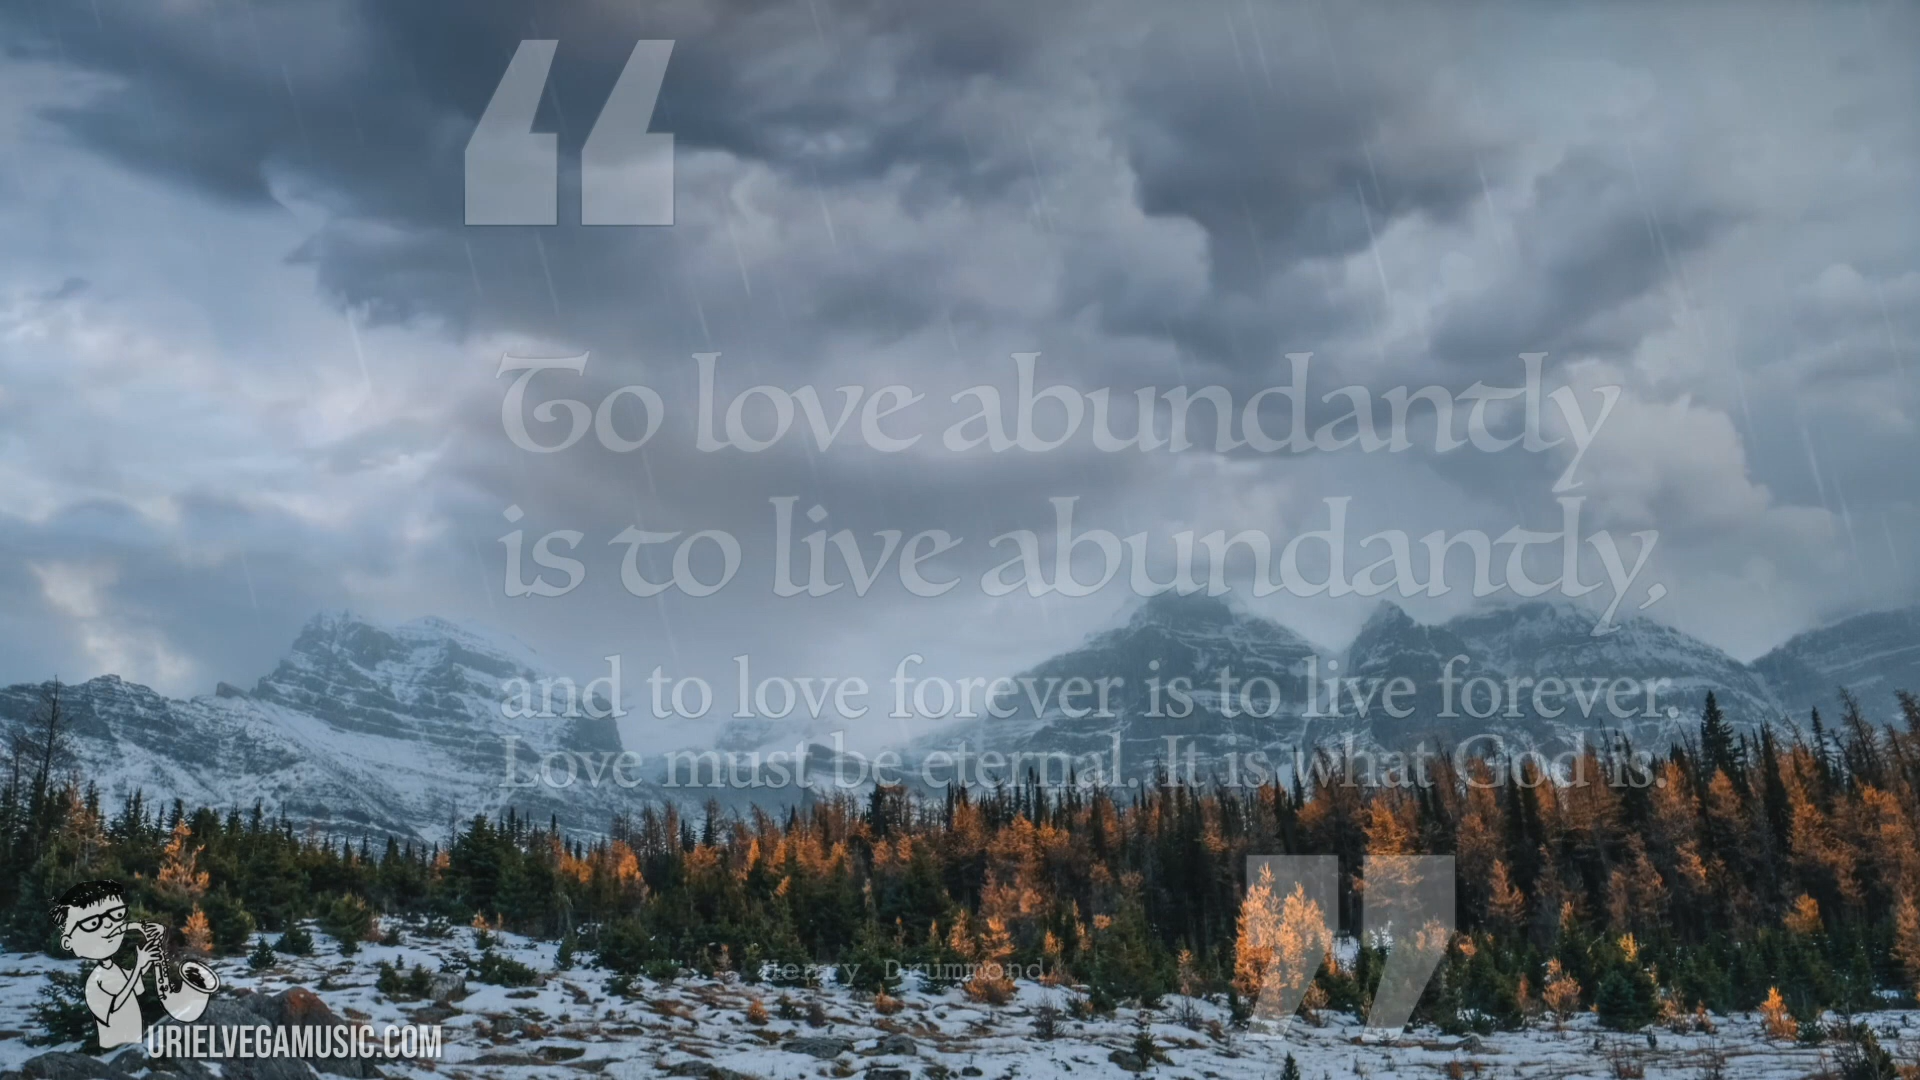 “
To love abundantly
is to live abundantly,
and to love forever is to live forever.
Love must be eternal. It is what God is.
”
Henry Drummond
URIELVEGAMUSIC.COM